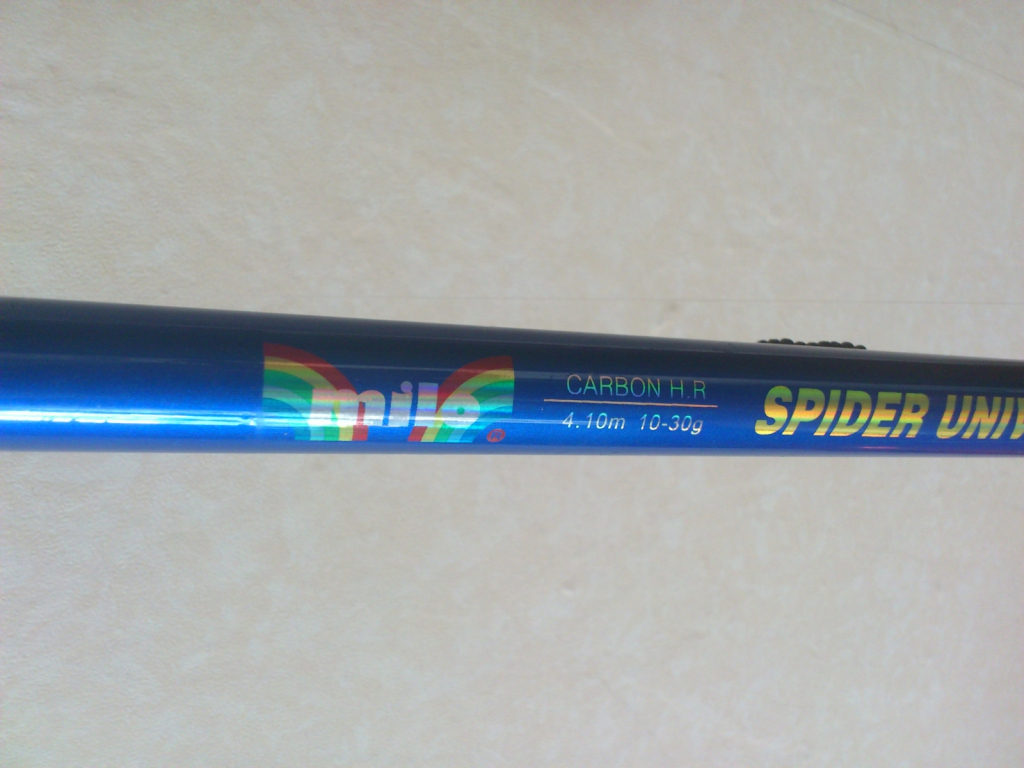 milo
CARBON H.R
4.10m 10-30g
SPIDER UNIV